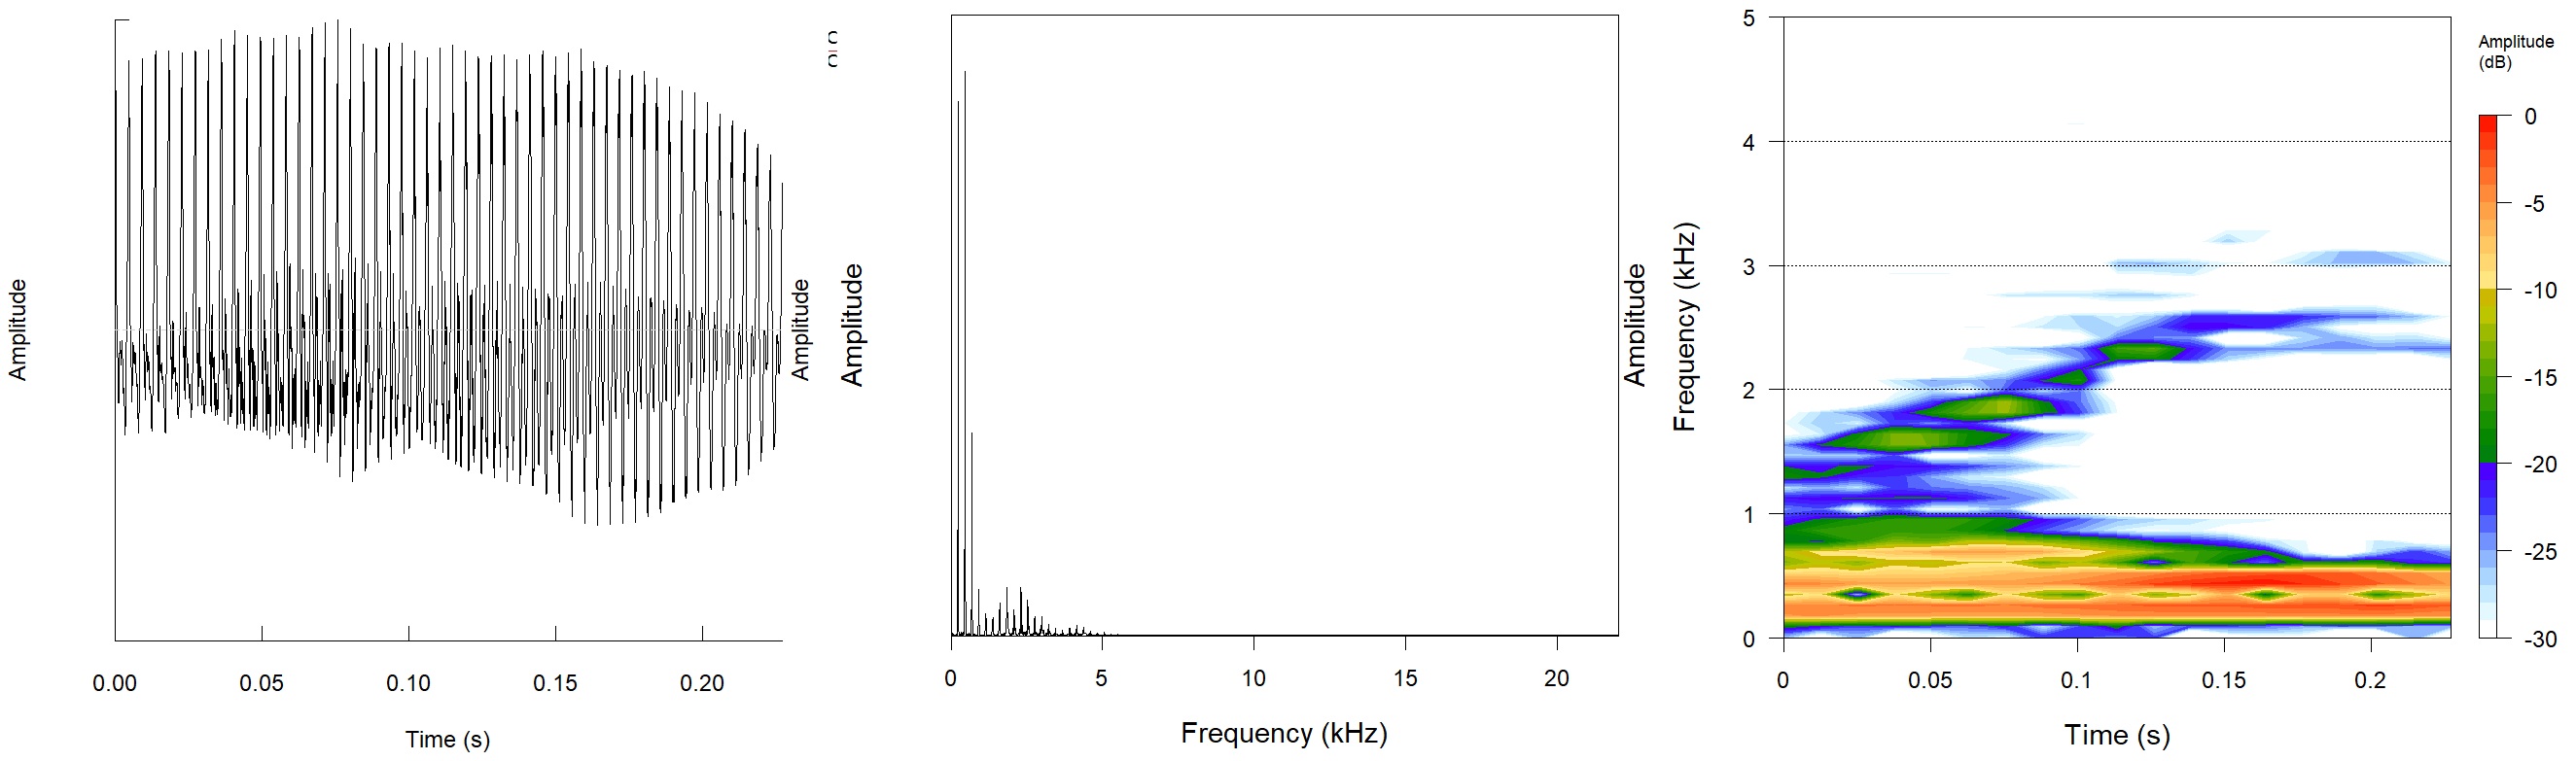 Amplitude
0.00 0.05 0.10 0.15 0.20
Time (s)
Amplitude
Amplitude
0 5 10 15 20
Frequency (kHz)
Amplitude
Frequency (kHz)
5
4
3
2
1
0
0 0.05 0.1 0.15 0.2
Time (s)
Amplitude
(dB)
0
-5
-10
-15
-20
-25
-30